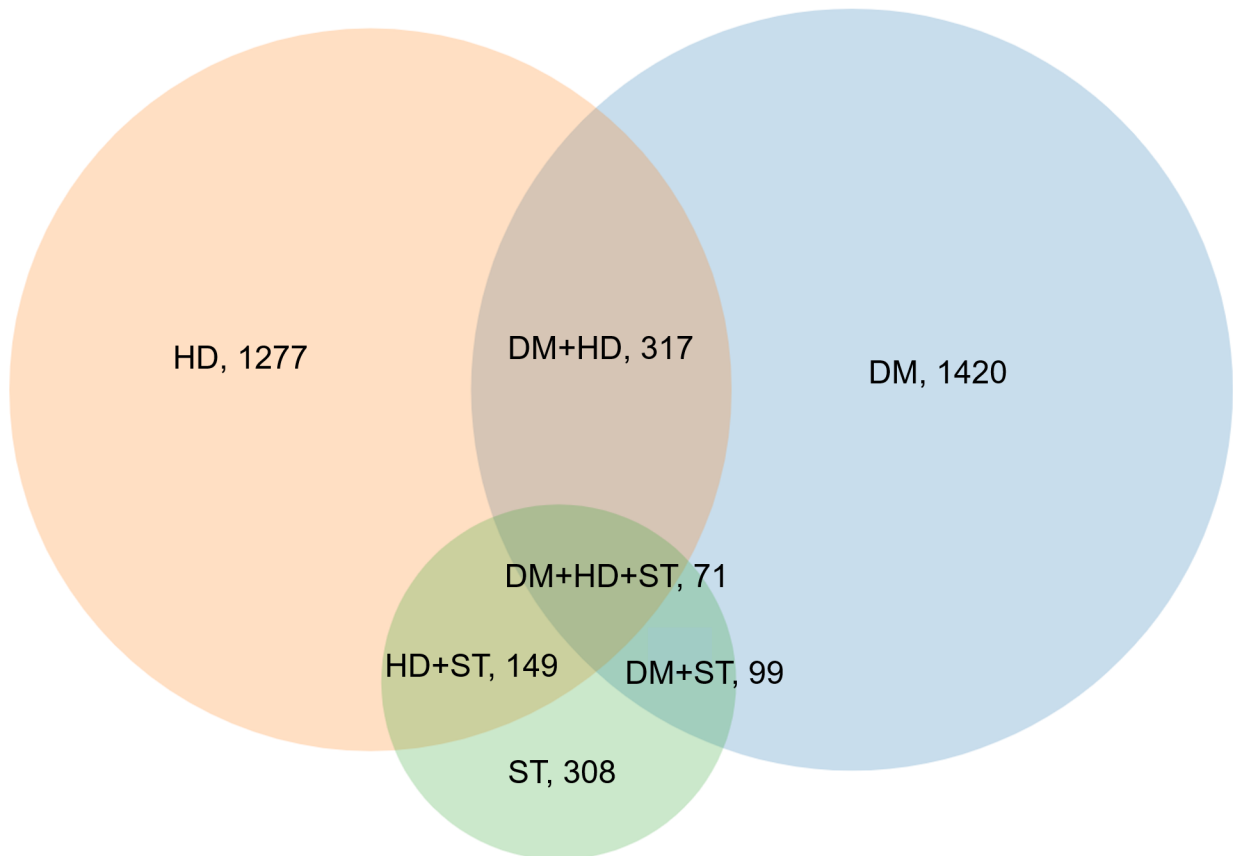 HD, 1277
DM+HD, 317
DM, 1420
DM+HD+ST, 71
HD+ST, 149
DM+ST, 99
ST, 308